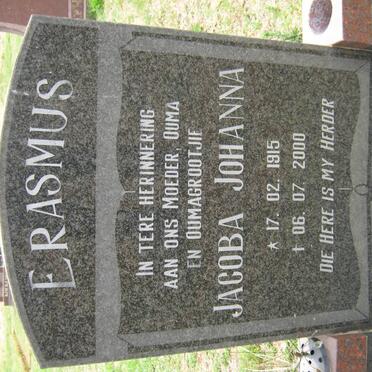 ERASMUS
IN TERE HERINNERING
AAN ONS MOEDER, OUMA
EN OUMAGROOTJIE
JACOBA JOHANNA
* 17. 02. 1915
† 06. 07. 2000
DIE HERE IS MY HERDER